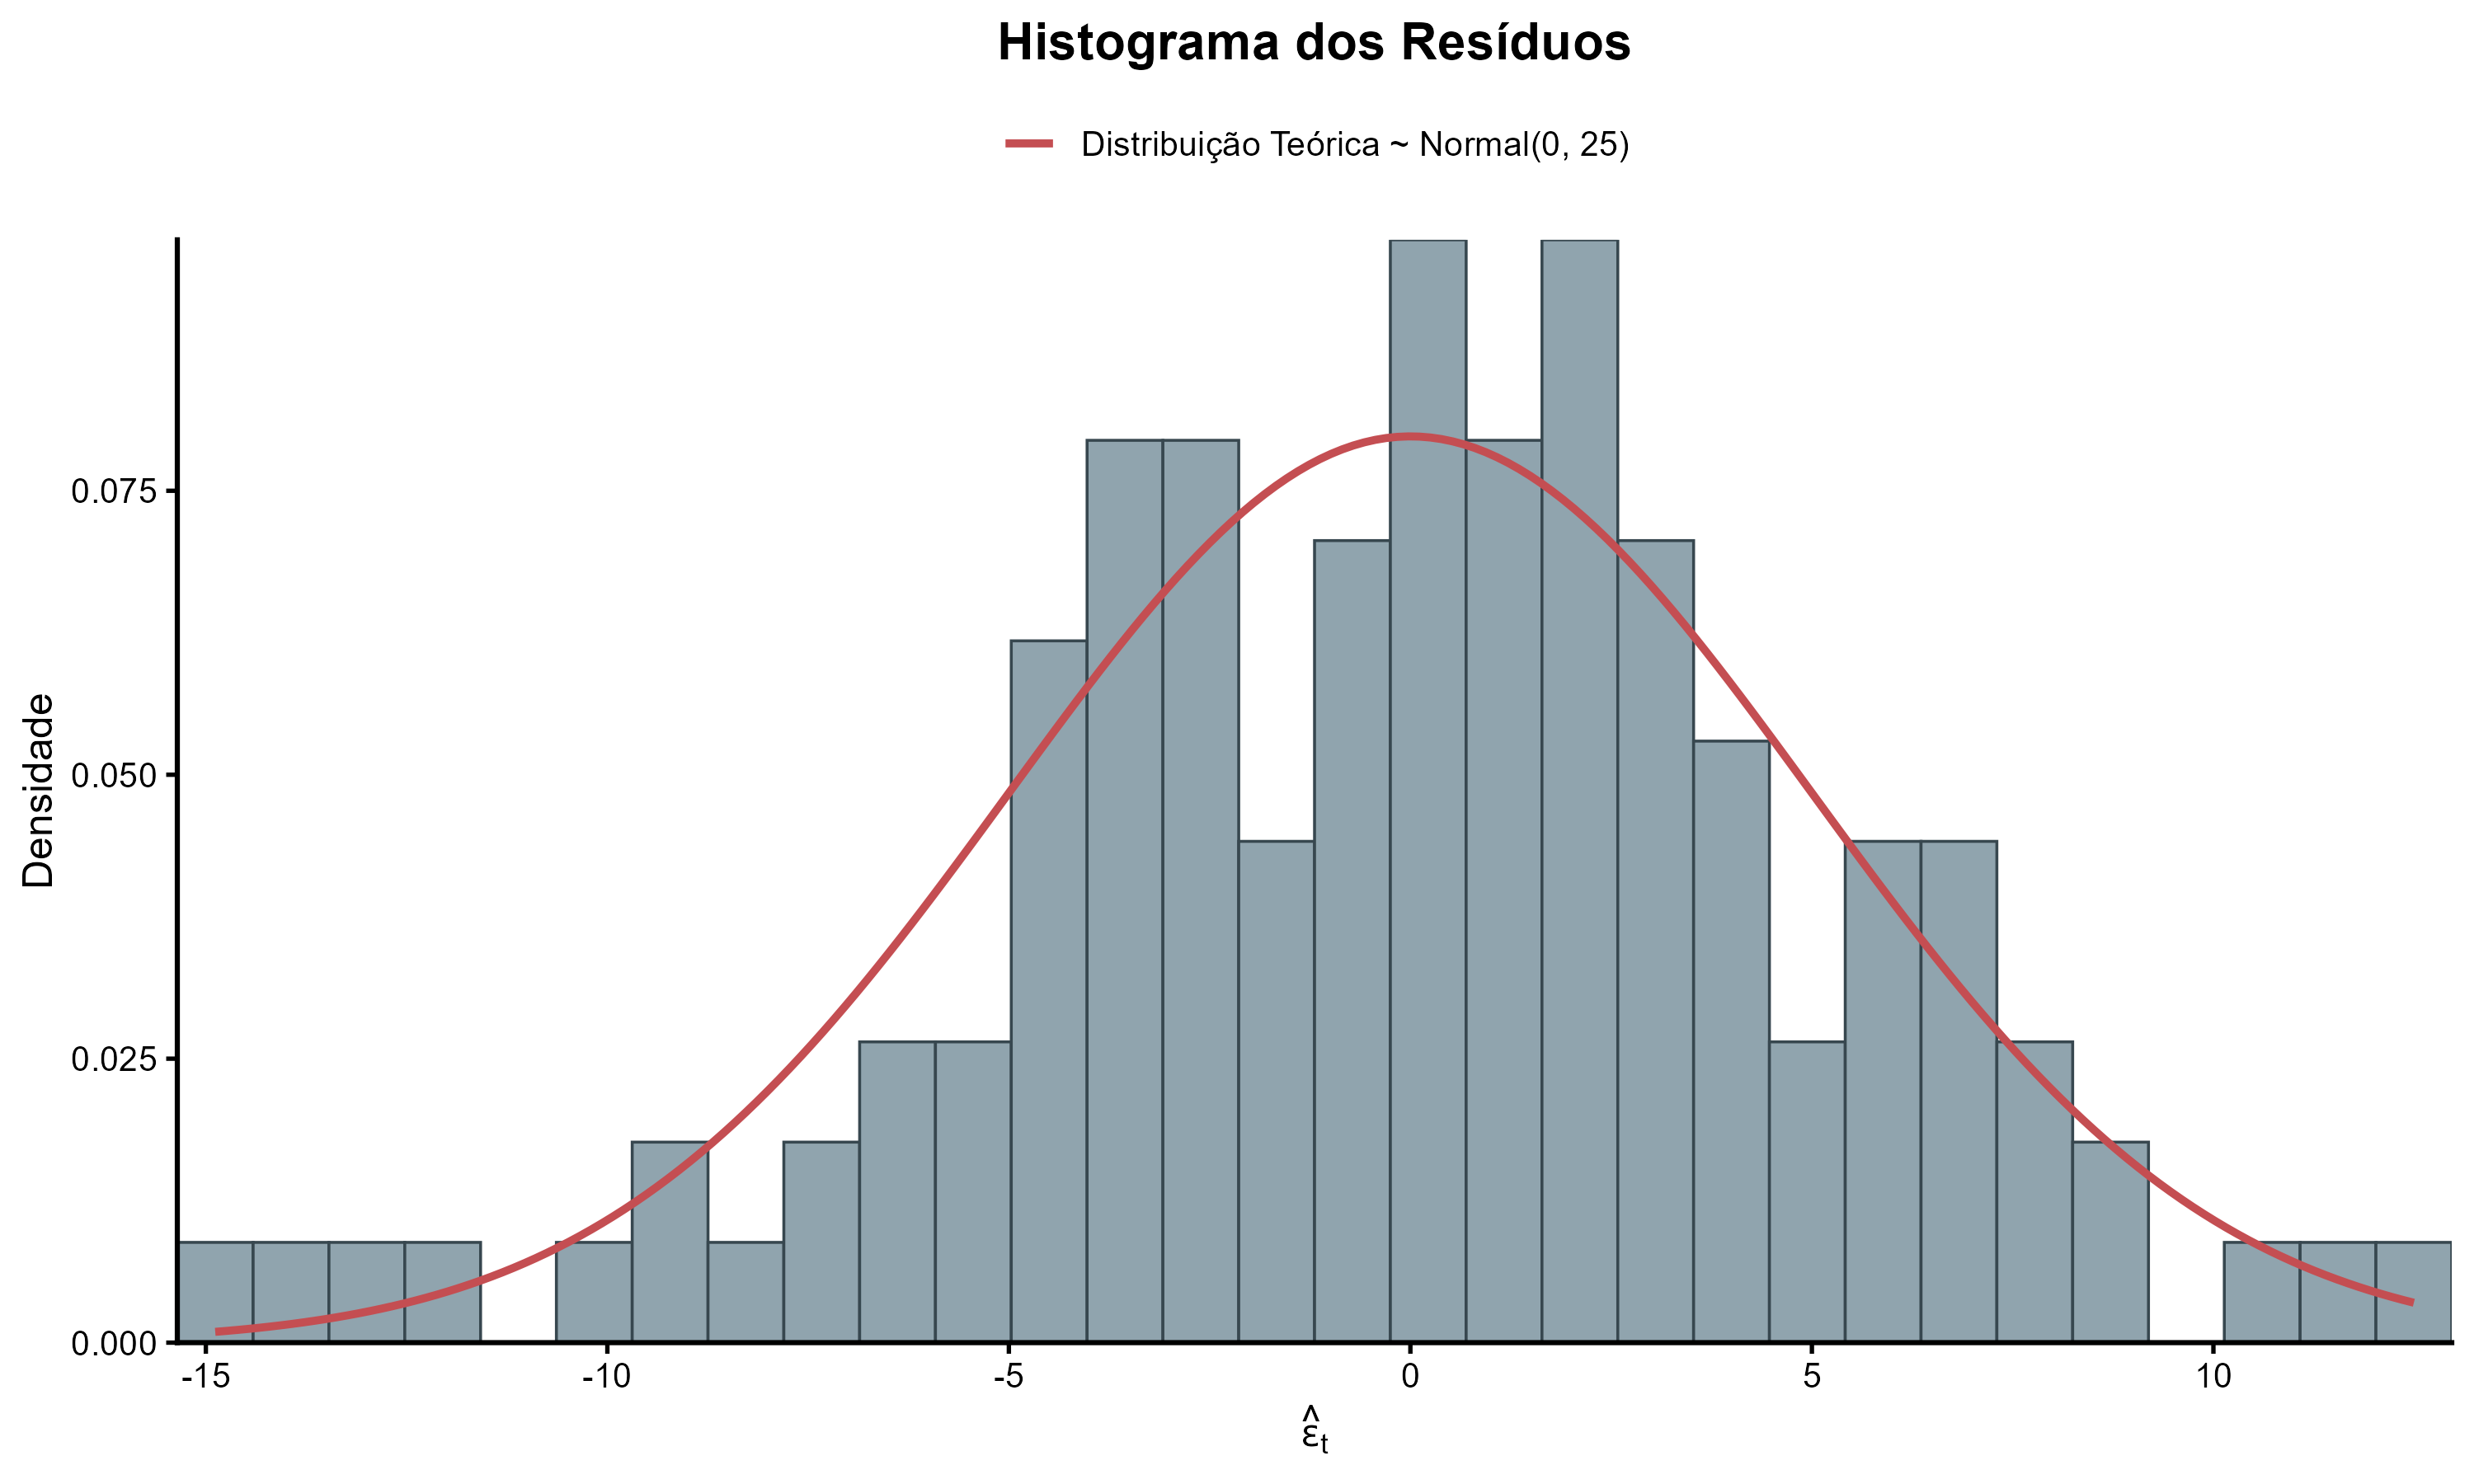 Histograma dos Resíduos
Distribuição Teórica ~ Normal(0, 25)
Densidade
0.075
0.050
0.025
0.000
-15 -10 -5 0 5 10
ε̂t